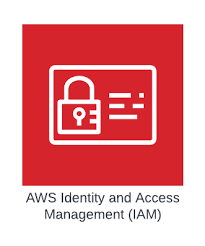 AWS Identity and Access
Management (IAM)